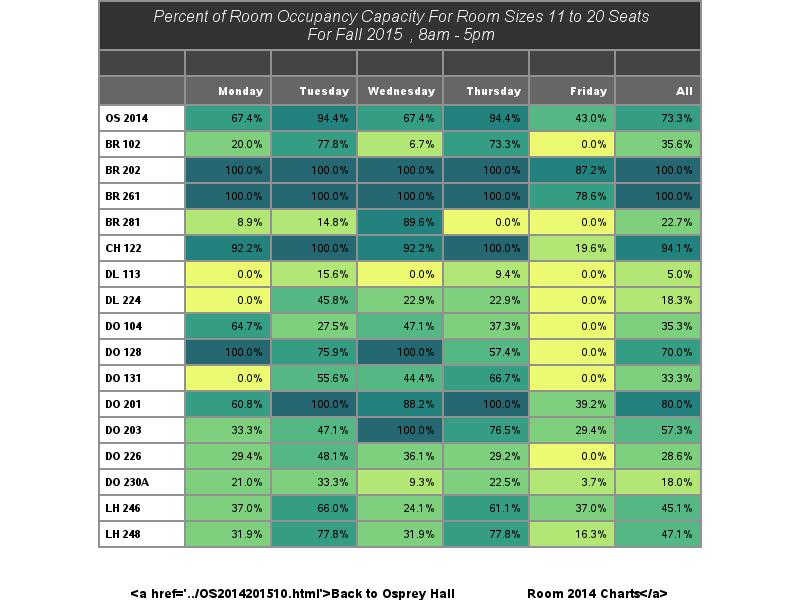 Percent of Room Occupancy Capacity For Room Sizes 11 to 20 Seats
For Fall 2015 , 8am - 5pm
Monday Tuesday Wednesday Thursday Friday All
OS 2014 67.4% 94.4% 67.4% 94.4% 43.0% 73.3%
BR 102 20.0% 77.8% 6.7% 73.3% 0.0% 35.6%
BR 202 100.0% 100.0% 100.0% 100.0% 87.2% 100.0%
BR 261 100.0% 100.0% 100.0% 100.0% 78.6% 100.0%
BR 281 8.9% 14.8% 89.6% 0.0% 0.0% 22.7%
CH 122 92.2% 100.0% 92.2% 100.0% 19.6% 94.1%
DL 113 0.0% 15.6% 0.0% 9.4% 0.0% 5.0%
DL 224 0.0% 45.8% 22.9% 22.9% 0.0% 18.3%
DO 104 64.7% 27.5% 47.1% 37.3% 0.0% 35.3%
DO 128 100.0% 75.9% 100.0% 57.4% 0.0% 70.0%
DO 131 0.0% 55.6% 44.4% 66.7% 0.0% 33.3%
DO 201 60.8% 100.0% 88.2% 100.0% 39.2% 80.0%
DO 203 33.3% 47.1% 100.0% 76.5% 29.4% 57.3%
DO 226 29.4% 48.1% 36.1% 29.2% 0.0% 28.6%
DO 230A 21.0% 33.3% 9.3% 22.5% 3.7% 18.0%
LH 246 37.0% 66.0% 24.1% 61.1% 37.0% 45.1%
LH 248 31.9% 77.8% 31.9% 77.8% 16.3% 47.1%
<a href='../OS2014201510.html'>Back to Osprey Hall Room 2014 Charts</a>